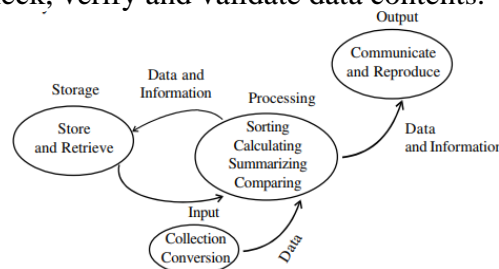 eck, verify and validate data contents.
Output
Communicate
and Reproduce
Data and
Information
Storage
Processing
Store
and Retrieve
Sorting
Calculating
Summarizing
Comparing
Data
and Information
Input
Collection
Conversion
Data